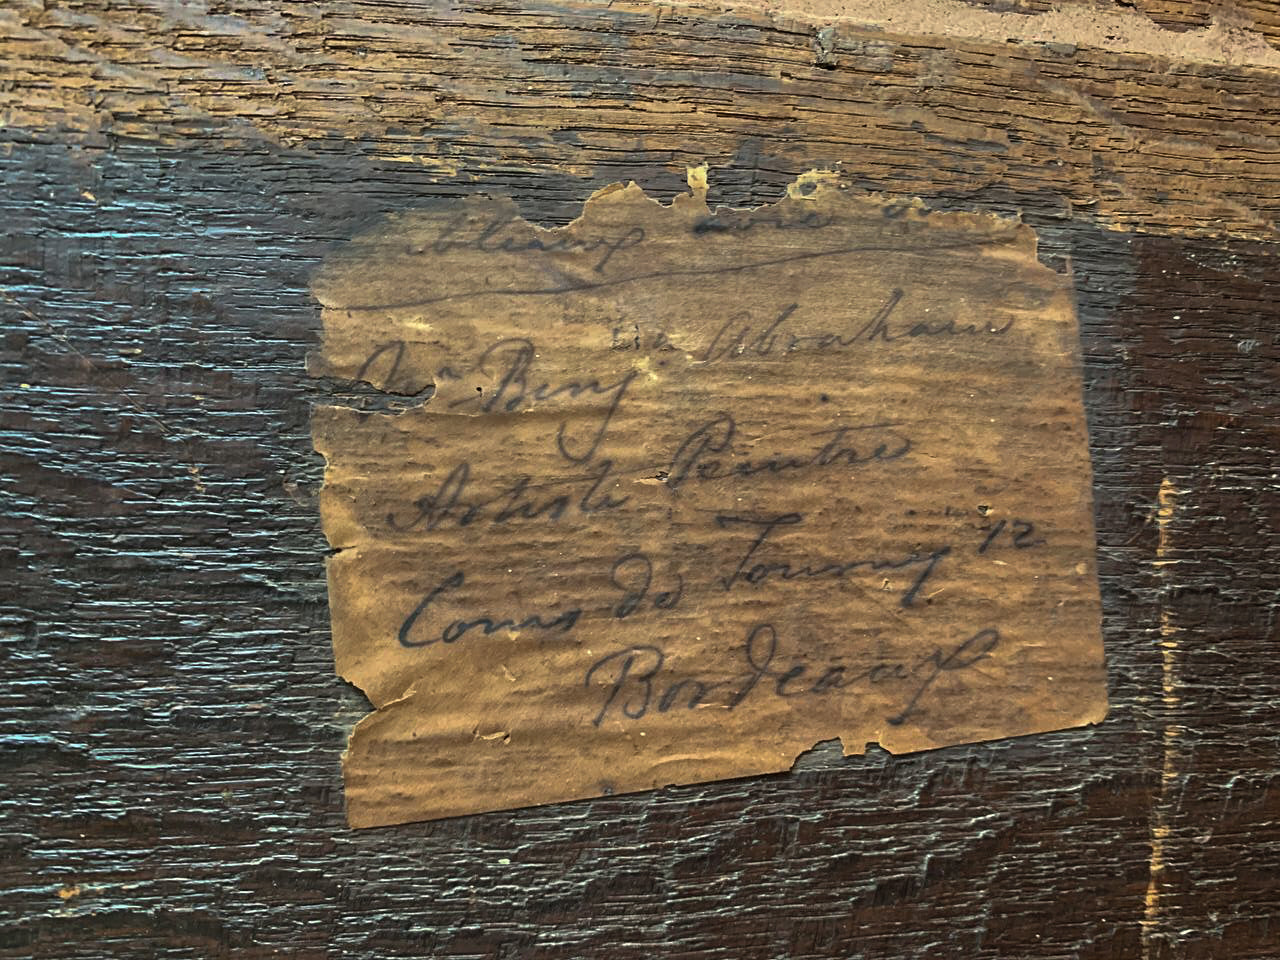 Benj Abraham
Artiste Peintre
Cours de Tourny 12
Bordeaux